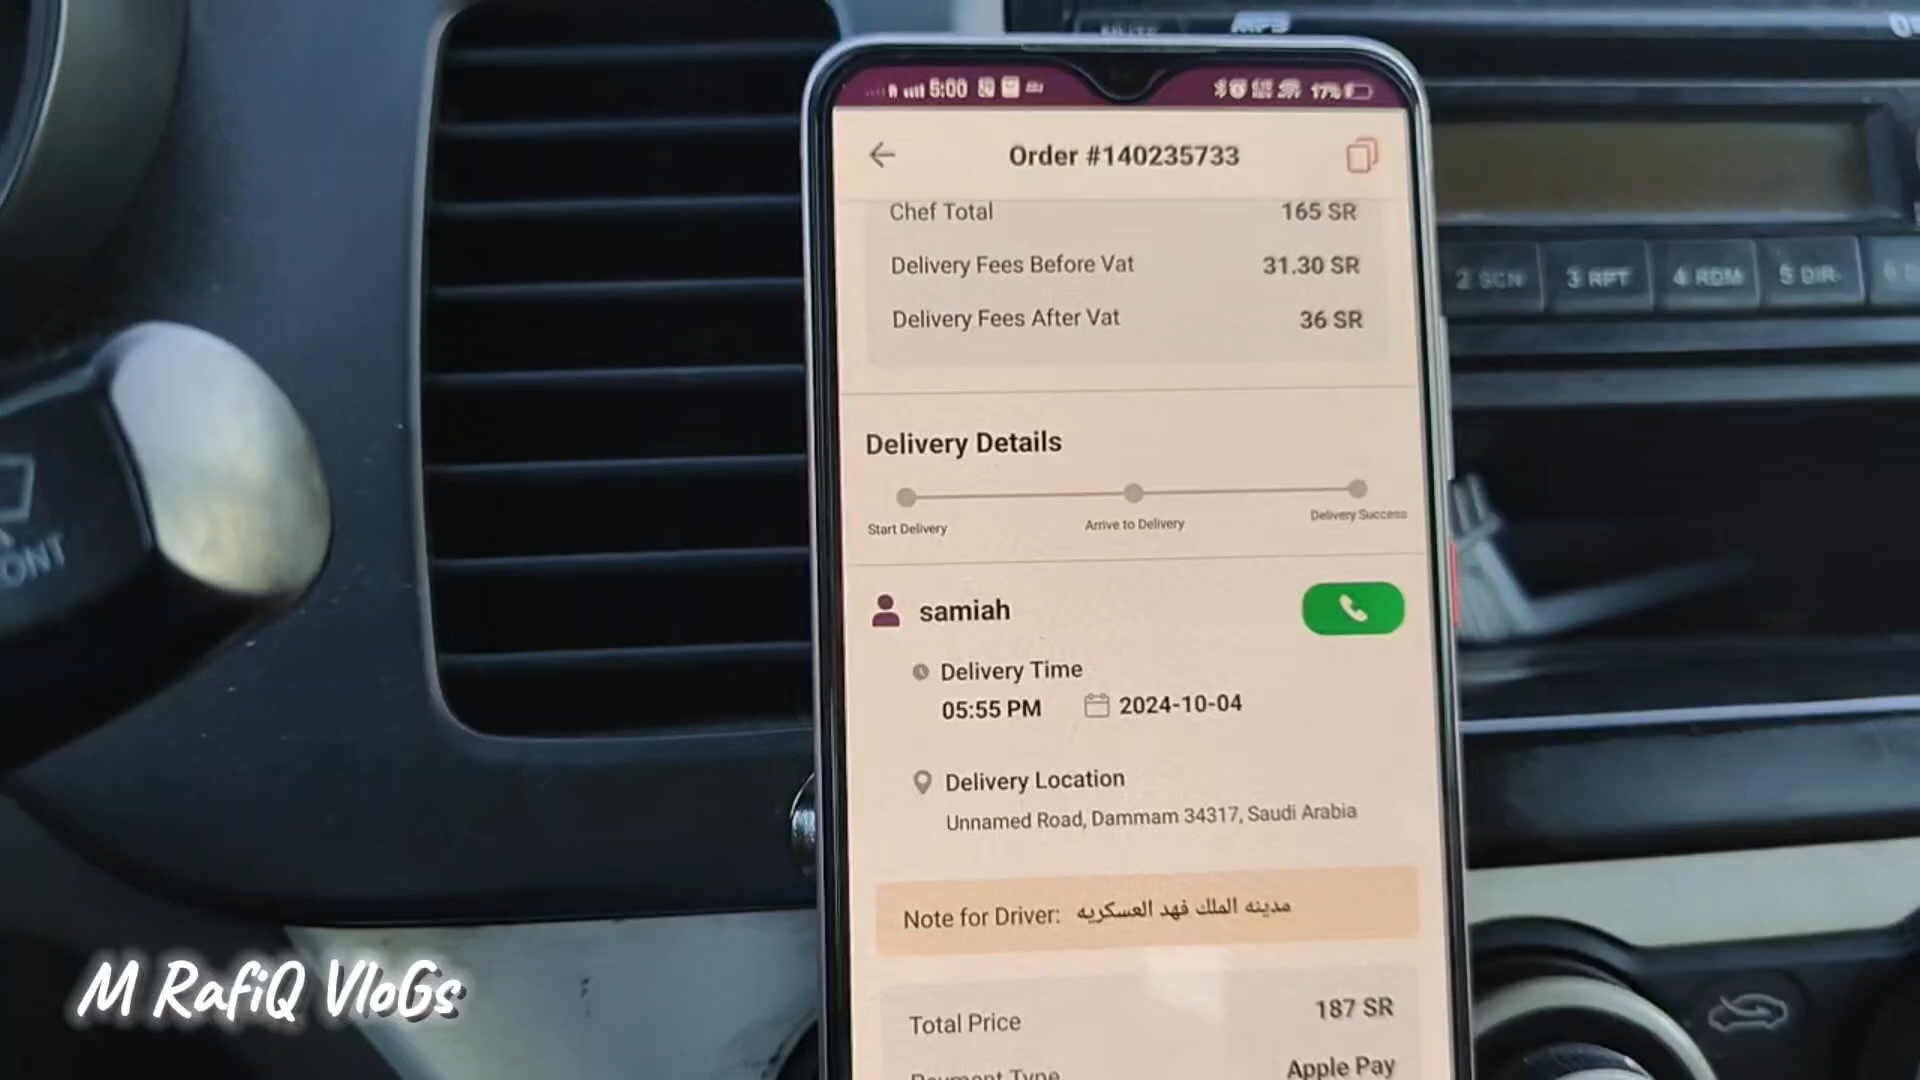 5:00
17%
Order #140235733
Chef Total 165 SR
Delivery Fees Before Vat 31.30 SR
Delivery Fees After Vat 36 SR
Delivery Details
Start Delivery Arrive to Delivery Delivery Success
samiah
Delivery Time
05:55 PM 2024-10-04
Delivery Location
Unnamed Road, Dammam 34317, Saudi Arabia
Note for Driver: مدينه الملك فهد العسكريه
Total Price 187 SR
Payment Type Apple Pay
2 SCN 3 RPT 4 RDM 5 DIR-
M RafiQ VloGs